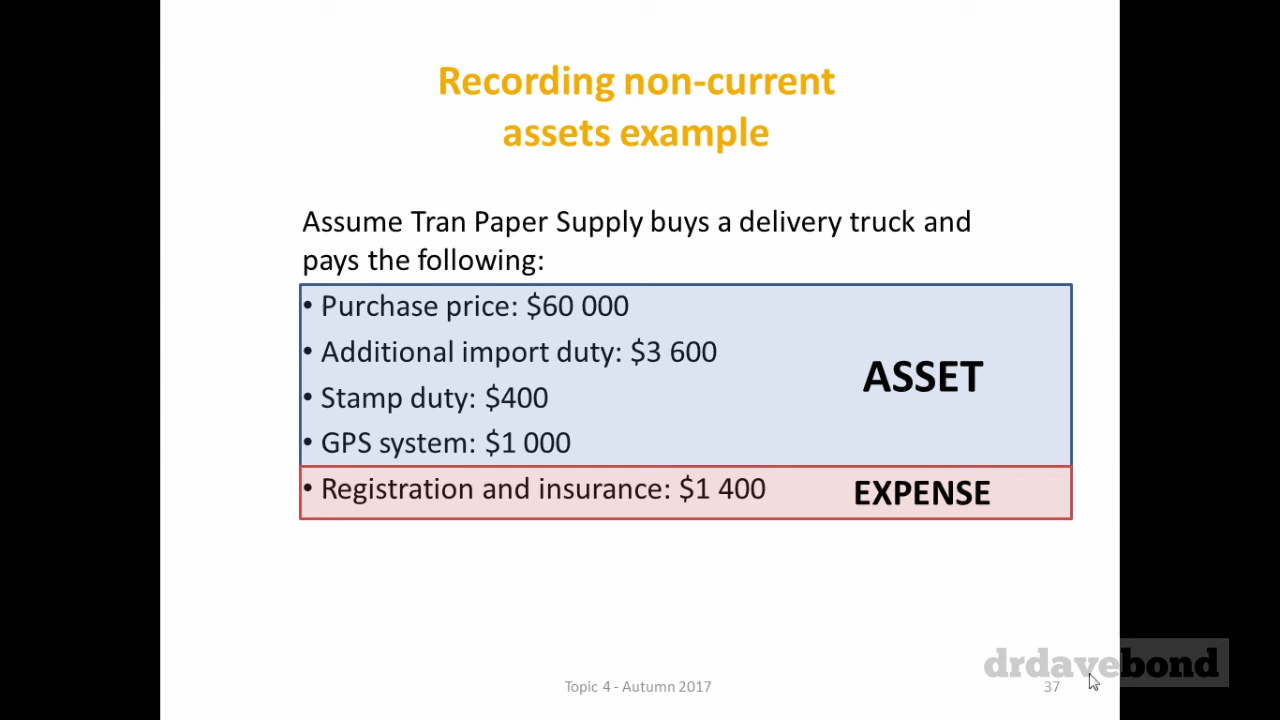 Recording non-current
assets example
Assume Tran Paper Supply buys a delivery truck and
pays the following:
• Purchase price: $60 000
• Additional import duty: $3 600
ASSET
• Stamp duty: $400
• GPS system: $1 000
• Registration and insurance: $1 400
EXPENSE
drdavebond
Topic 4 - Autumn 2017
37